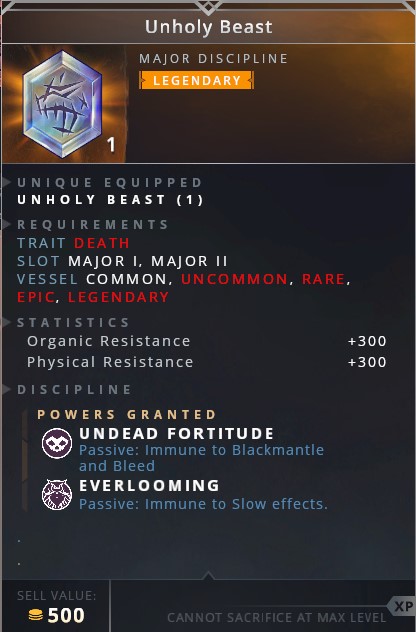 Unholy Beast
MAJOR DISCIPLINE
LEGENDARY
1
UNIQUE EQUIPPED
UNHOLY BEAST (1)
REQUIREMENTS
TRAIT DEATH
SLOT MAJOR I, MAJOR II
VESSEL COMMON, UNCOMMON, RARE,
EPIC, LEGENDARY
STATISTICS
Organic Resistance +300
Physical Resistance +300
DISCIPLINE
POWERS GRANTED
UNDEAD FORTITUDE
Passive: Immune to Blackmantle
and Bleed
EVERLOOMING
Passive: Immune to Slow effects.
.
.
SELL VALUE:
500
XP
CANNOT SACRIFICE AT MAX LEVEL